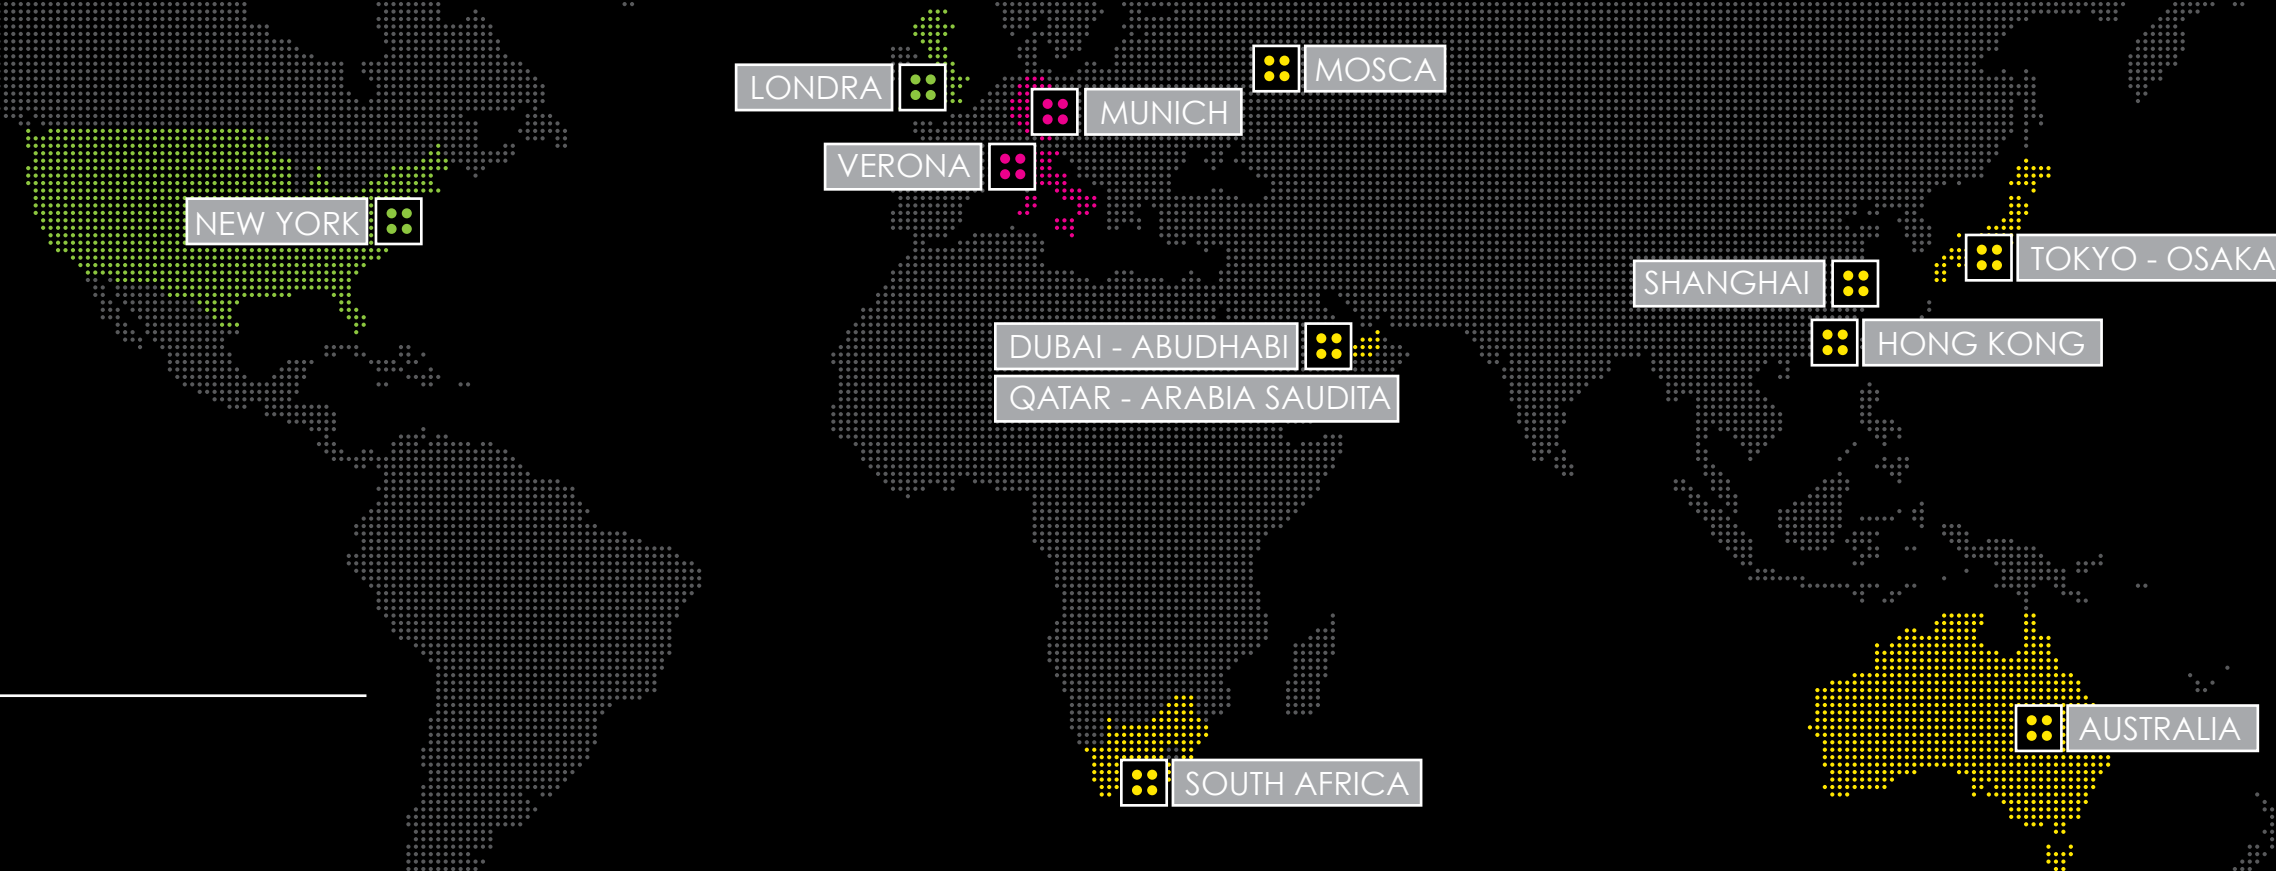 MOSCA
LONDRA
MUNICH
VERONA
NEW YORK
TOKYO - OSAKA
SHANGHAI
HONG KONG
DUBAI - ABUDHABI
QATAR - ARABIA SAUDITA
AUSTRALIA
SOUTH AFRICA